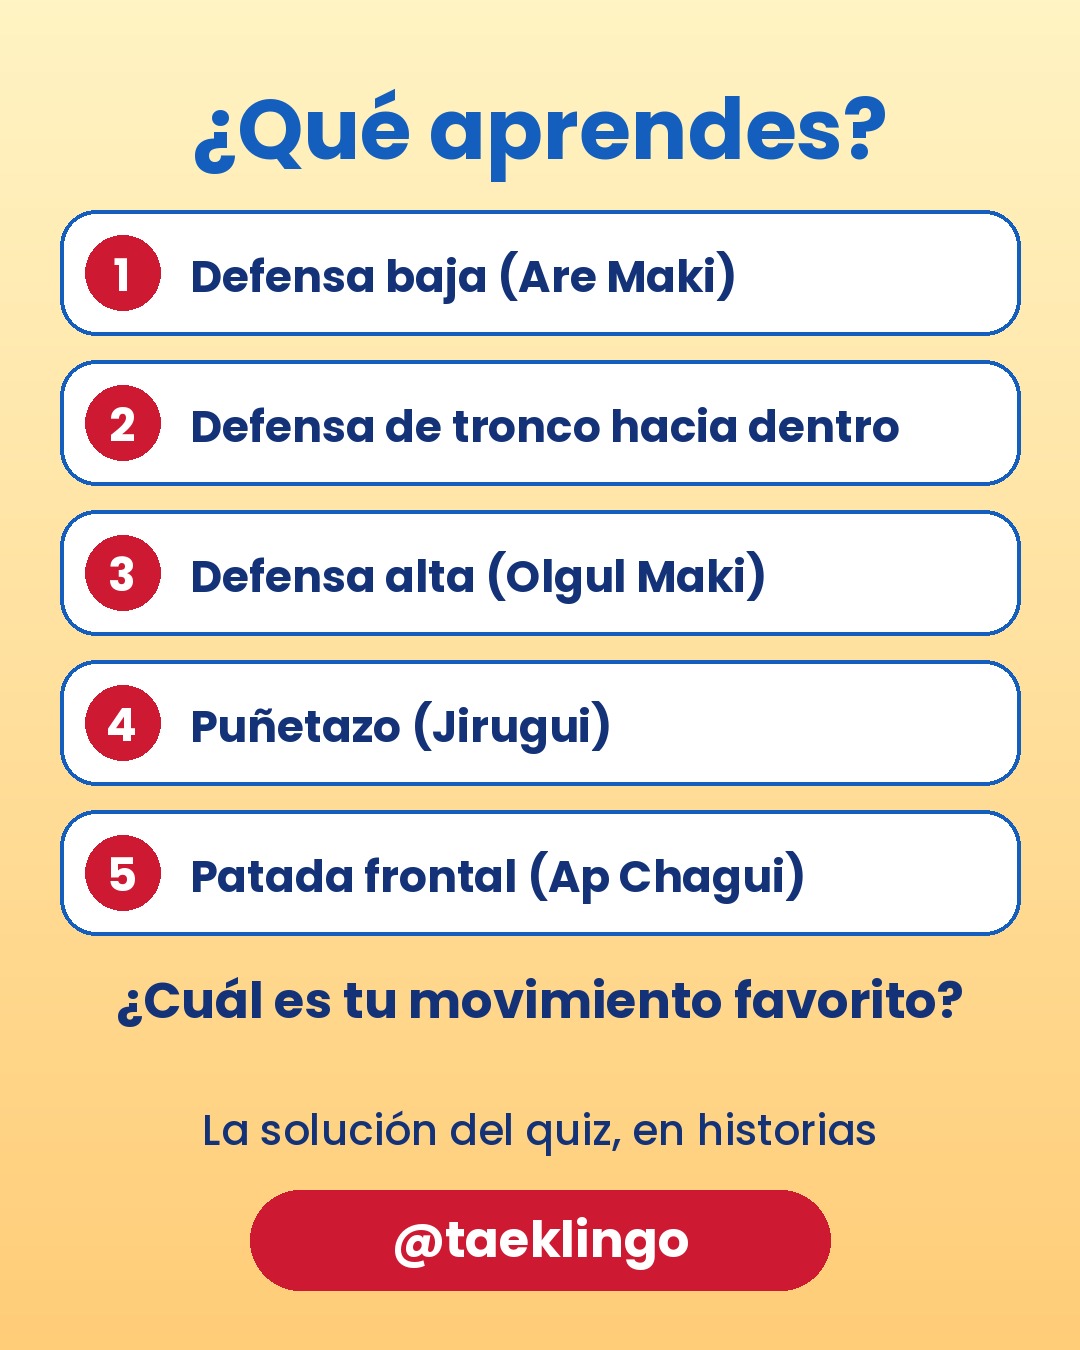 ¿Qué aprendes?
1 Defensa baja (Are Maki)
2 Defensa de tronco hacia dentro
3 Defensa alta (Olgul Maki)
4 Puñetazo (Jirugui)
5 Patada frontal (Ap Chagui)
¿Cuál es tu movimiento favorito?
La solución del quiz, en historias
@taeklingo